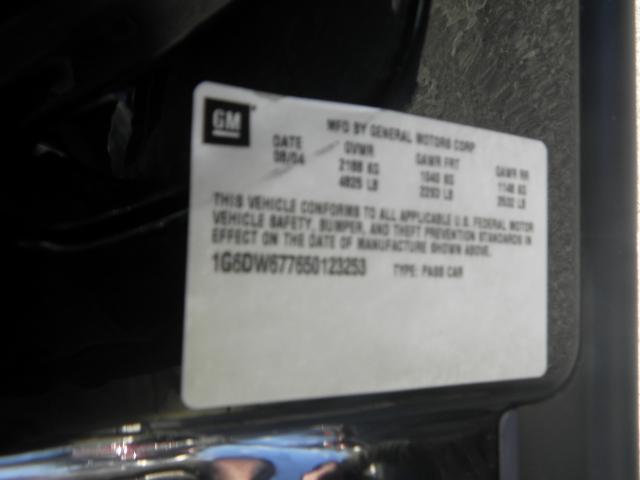 GM
MFD BY GENERAL MOTORS CORP
DATE GVWR GAWR FRT GAWR RR
08/04 2188 KG 1040 KG 1148 KG
4825 LB 2293 LB 2532 LB
THIS VEHICLE CONFORMS TO ALL APPLICABLE U.S. FEDERAL MOTOR
VEHICLE SAFETY, BUMPER, AND THEFT PREVENTION STANDARDS IN
EFFECT ON THE DATE OF MANUFACTURE SHOWN ABOVE.
1G6DW677650123253 TYPE: PASS CAR